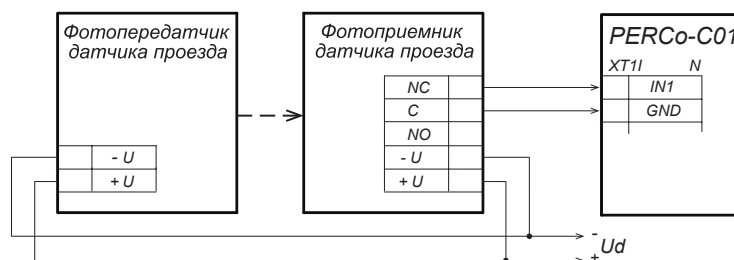 Фотопередатчик
датчика проезда
- U
+ U
Фотоприемник
датчика проезда
NC
C
NO
- U
+ U
PERCo-C01
XT1I N
IN1
GND
- 
Ud
+